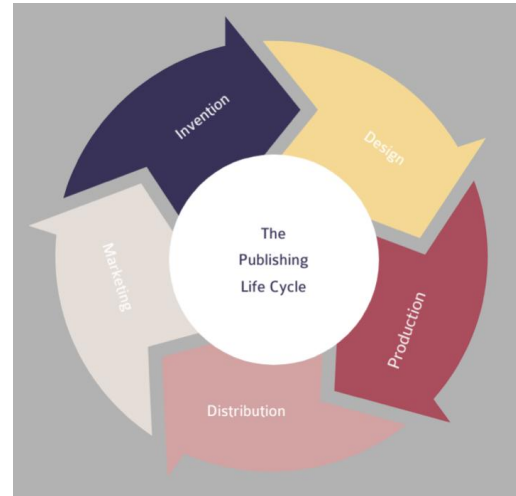 The
Publishing
Life Cycle
Invention
Design
Production
Distribution
Marketing